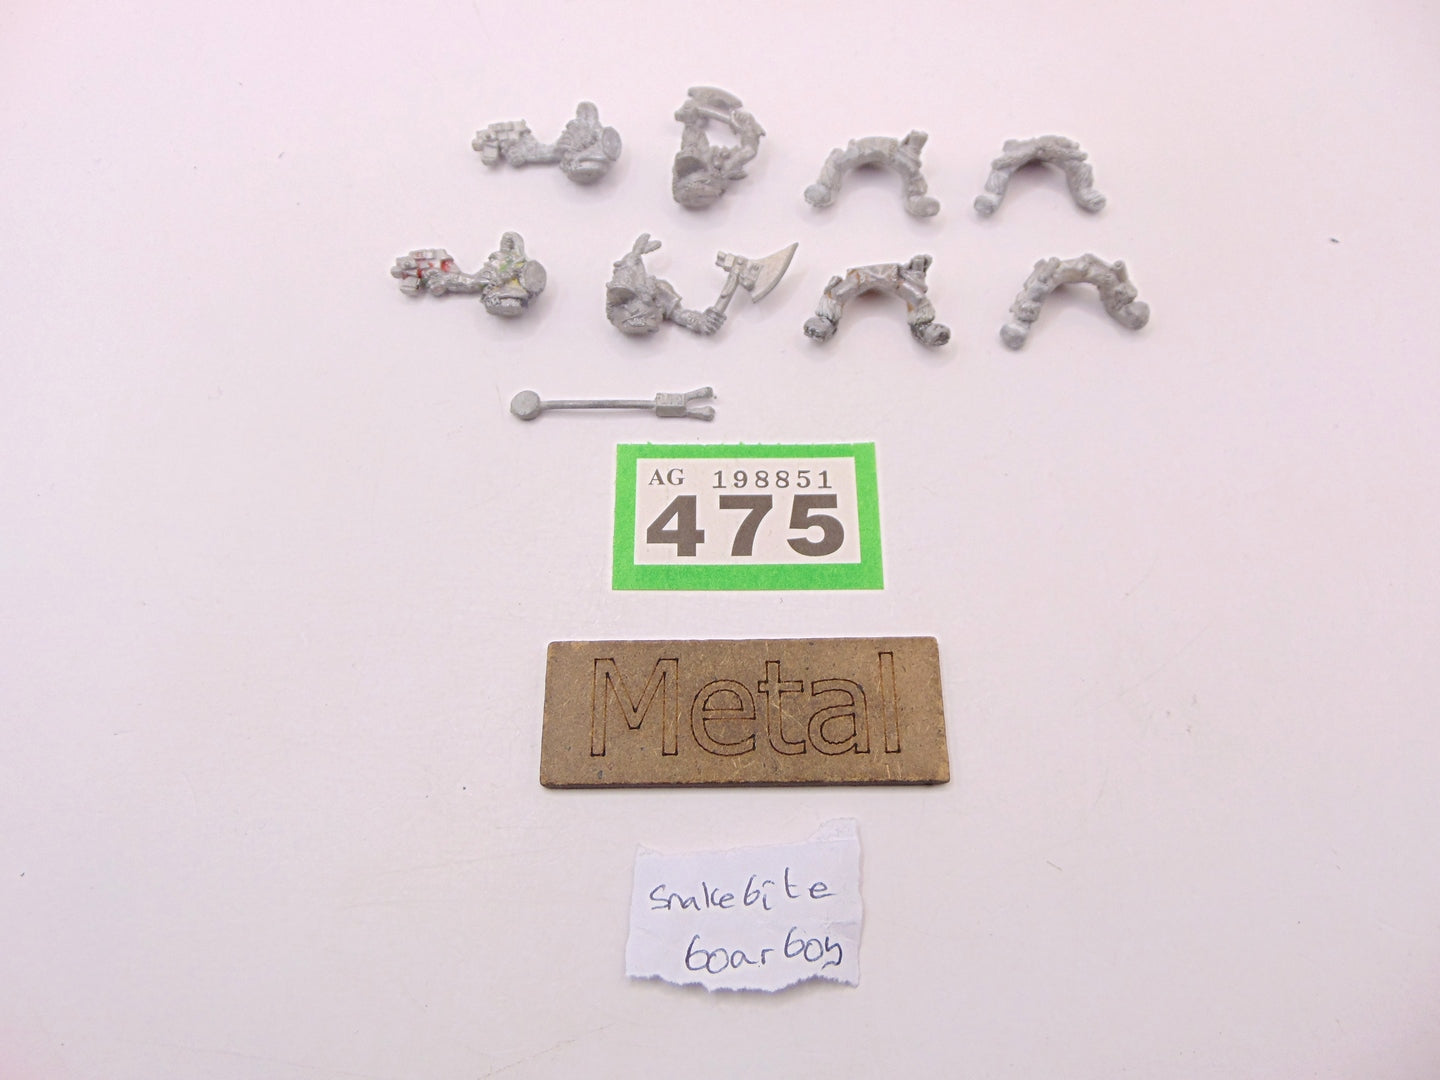 AG 198851
475
Metal
snakebite
boarboy